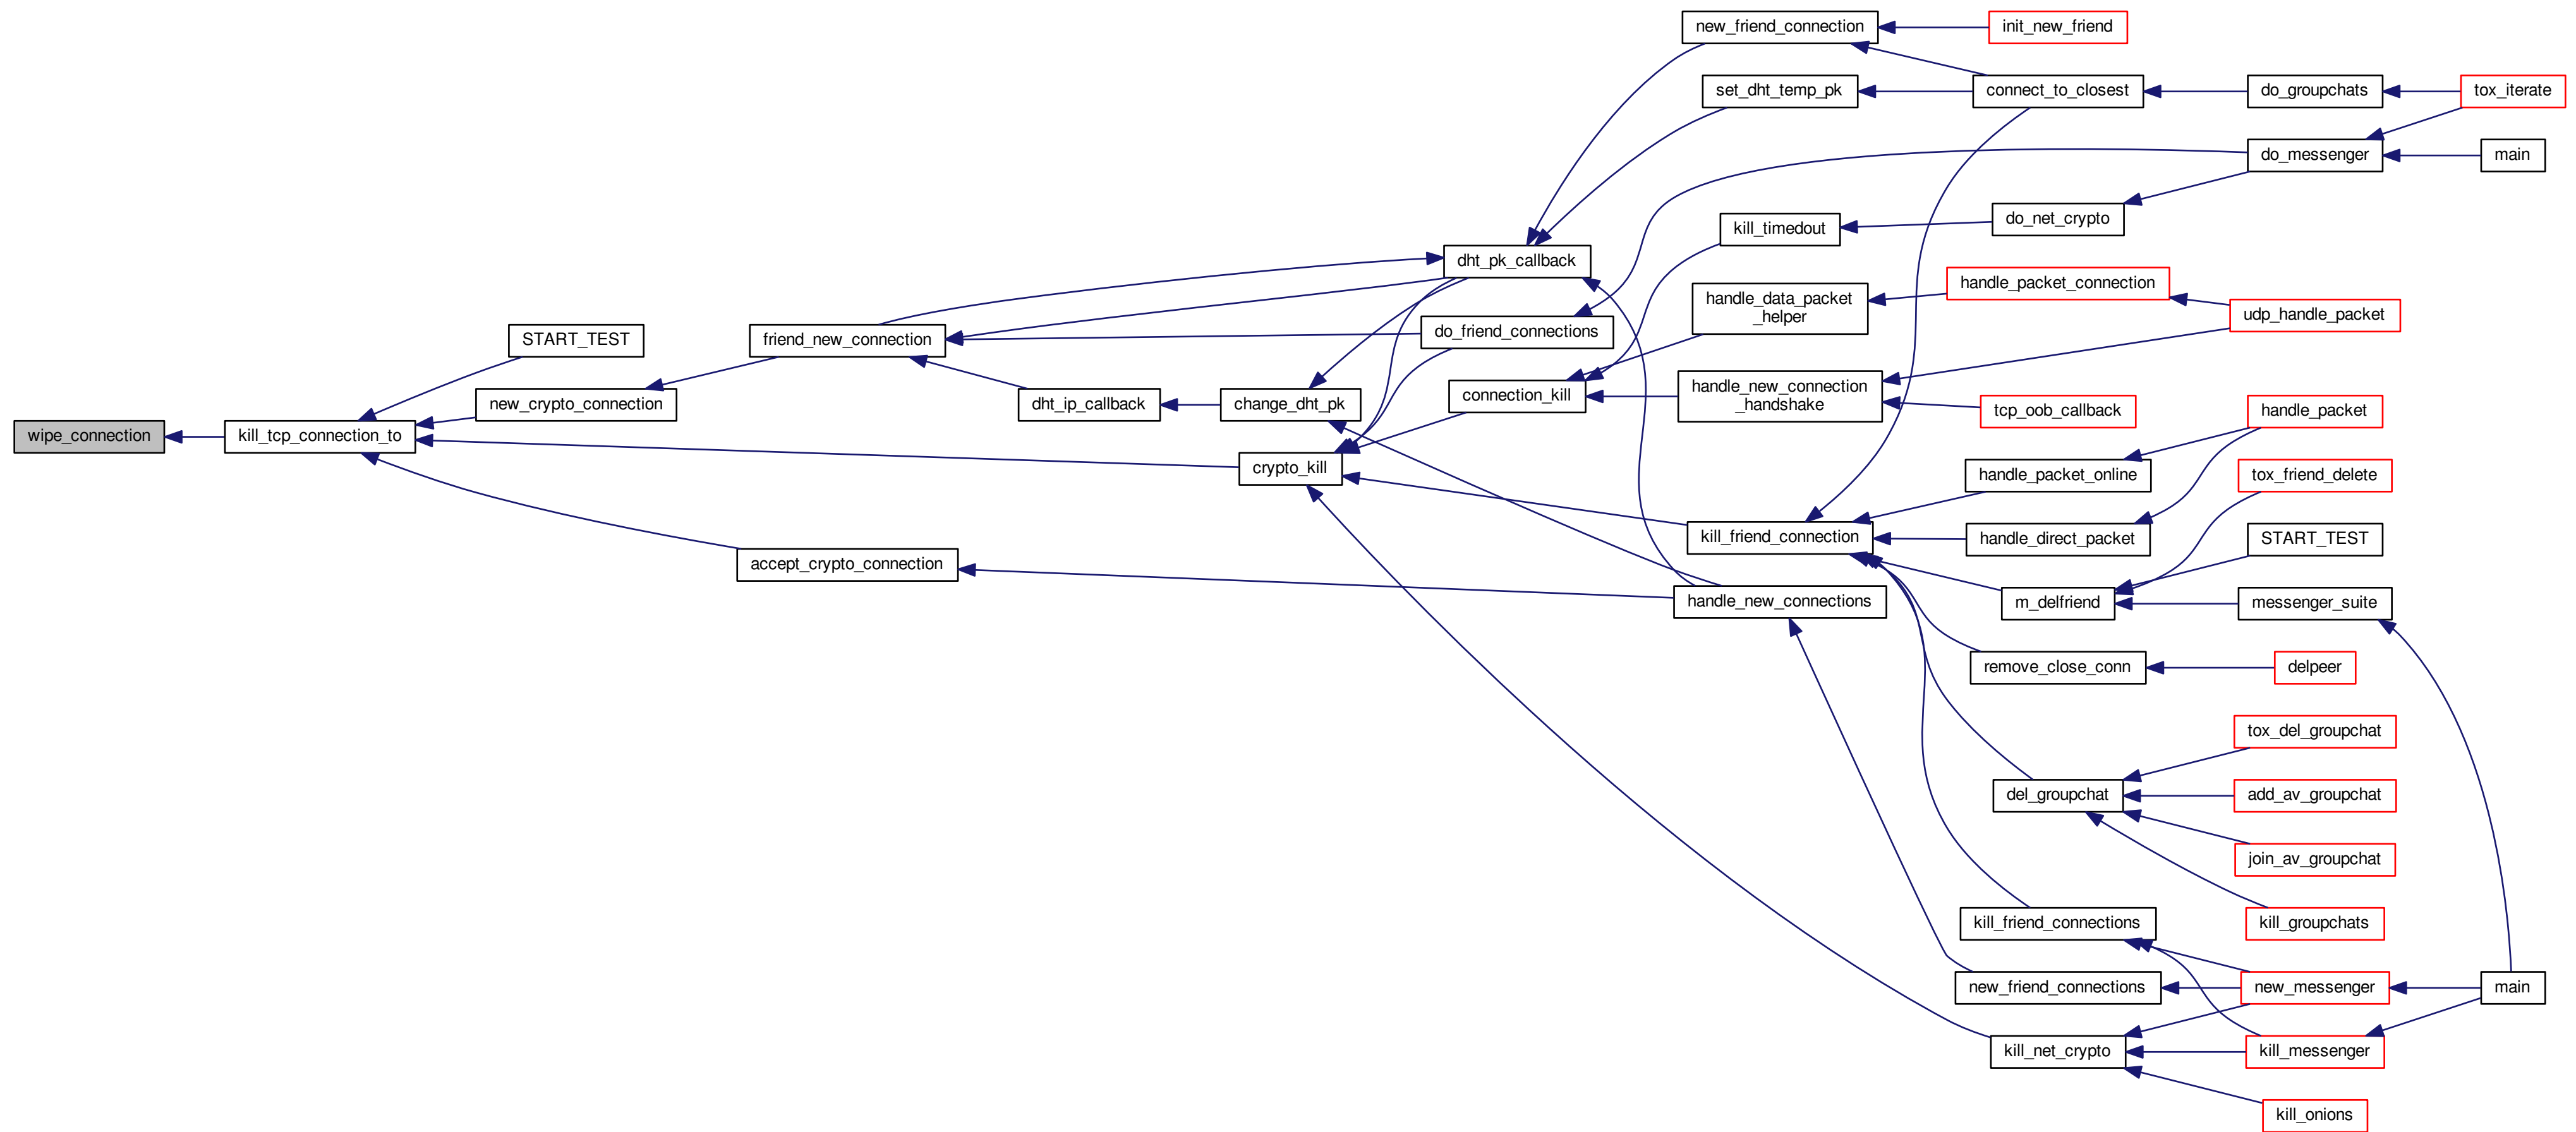 new_friend_connection
init_new_friend
set_dht_temp_pk
connect_to_closest
do_groupchats
tox_iterate
do_messenger
main
kill_timedout
do_net_crypto
dht_pk_callback
handle_data_packet
_helper
handle_packet_connection
udp_handle_packet
START_TEST
friend_new_connection
do_friend_connections
new_crypto_connection
dht_ip_callback
change_dht_pk
connection_kill
handle_new_connection
_handshake
tcp_oob_callback
handle_packet
wipe_connection
kill_tcp_connection_to
crypto_kill
handle_packet_online
tox_friend_delete
kill_friend_connection
handle_direct_packet
START_TEST
accept_crypto_connection
handle_new_connections
m_delfriend
messenger_suite
remove_close_conn
delpeer
tox_del_groupchat
del_groupchat
add_av_groupchat
join_av_groupchat
kill_friend_connections
kill_groupchats
new_friend_connections
new_messenger
main
kill_net_crypto
kill_messenger
kill_onions